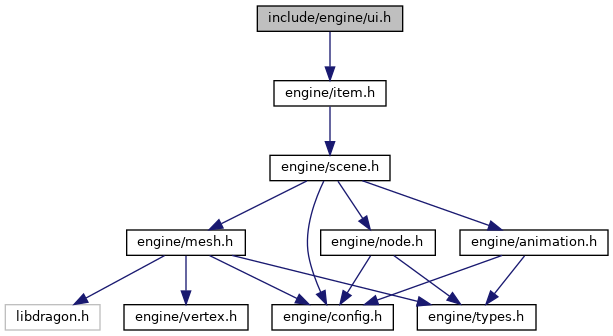 include/engine/ui.h
engine/item.h
engine/scene.h
engine/mesh.h
engine/node.h
engine/animation.h
libdragon.h
engine/vertex.h
engine/config.h
engine/types.h